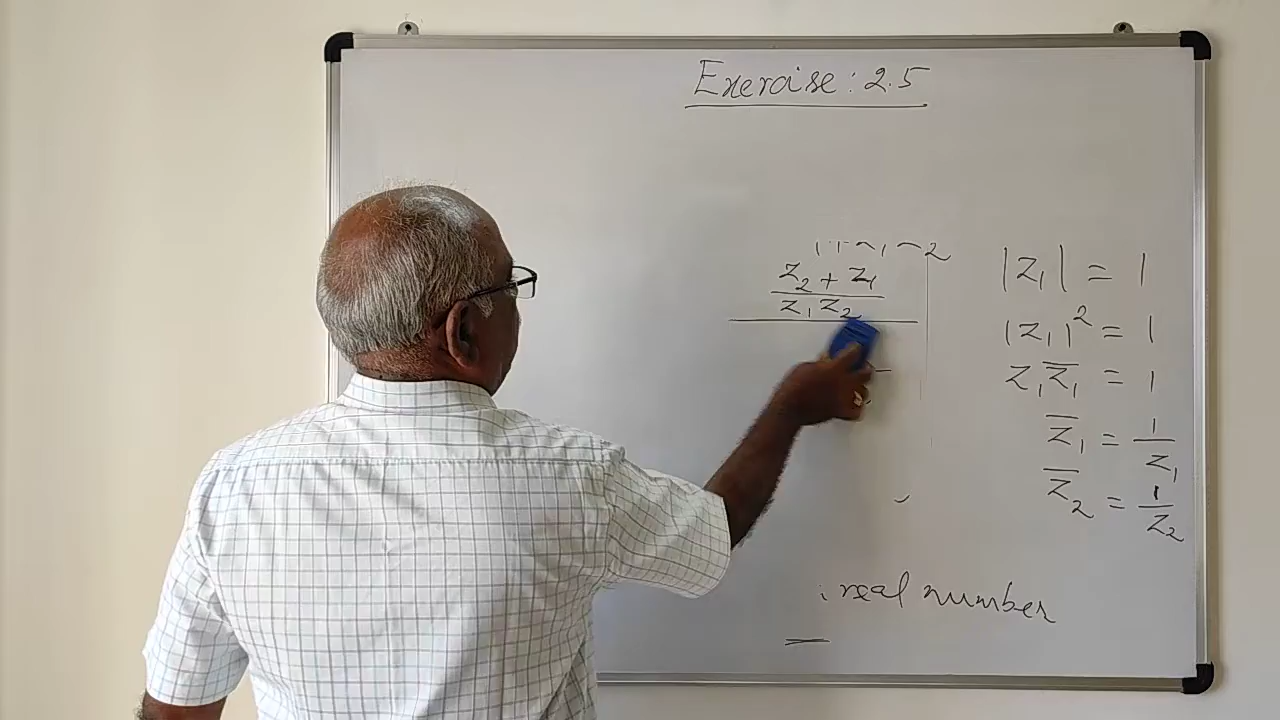 Exercise : 2.5
z₂ + z₁
z₁ z₂
|z₁| = 1
|z₁|² = 1
z₁z̅₁ = 1
z̅₁ = 1/z₁
z̅₂ = 1/z₂
real number